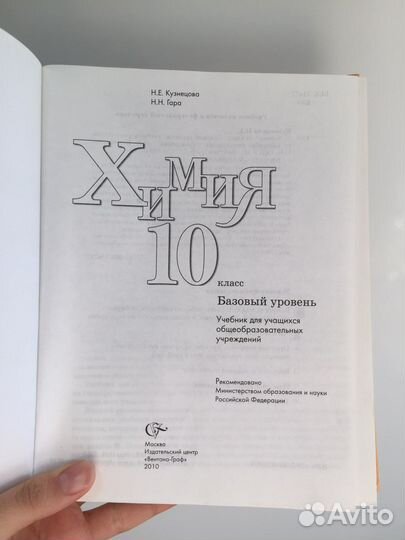 Н.Е. Кузнецова
Н.Н. Гара
Химия
10
класс
Базовый уровень
Учебник для учащихся
общеобразовательных
учреждений
Рекомендовано
Министерством образования и науки
Российской Федерации
Москва
Издательский центр
«Вентана-Граф»
2010
Avito